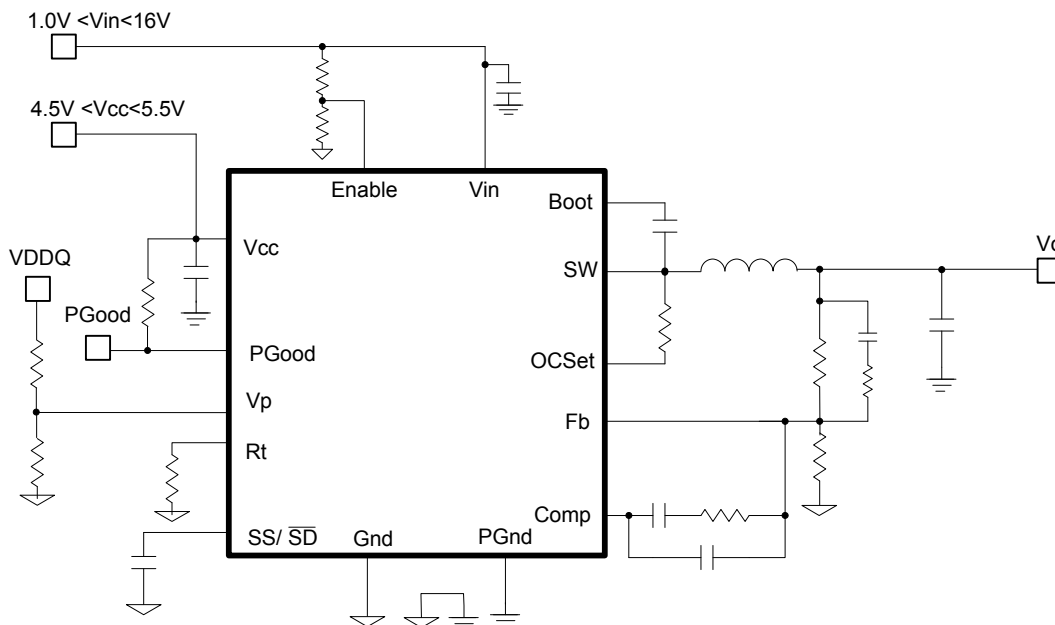 1.0V <Vin<16V
4.5V <Vcc<5.5V
Enable
Vin
Boot
Vcc
VDDQ
SW
PGood
PGood
OCSet
Vp
Fb
Rt
Comp
SS/ SD
Gnd
PGnd